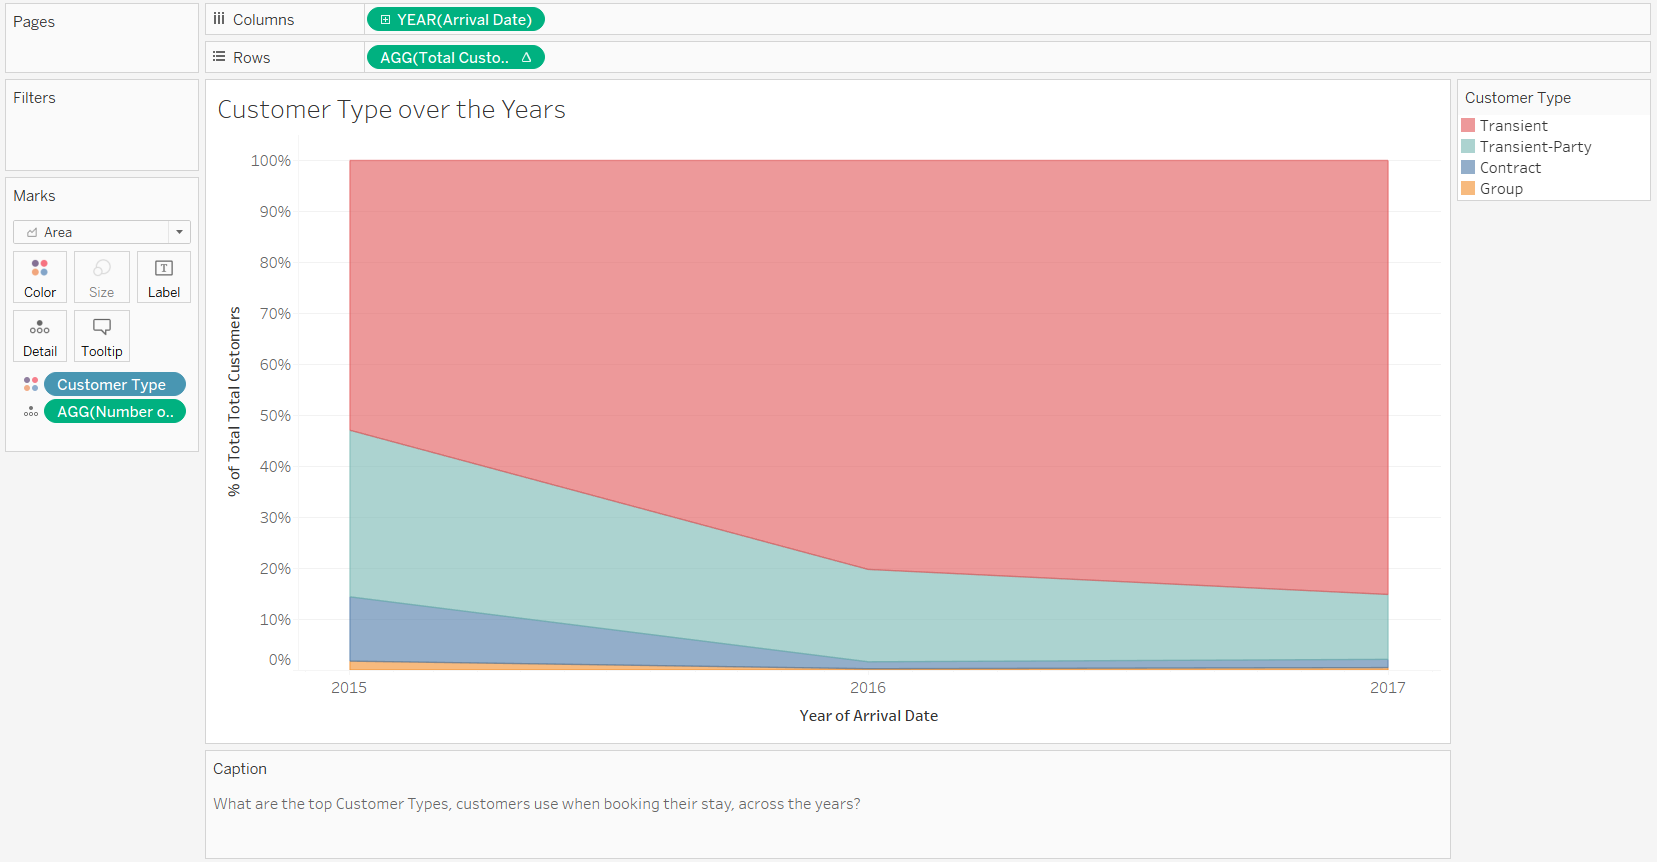 Pages
Columns
YEAR(Arrival Date)
Rows
AGG(Total Custo..
Filters
Marks
Area
Color
Size
Label
T
Detail
Tooltip
Customer Type
AGG(Number o..
Customer Type over the Years
% of Total Total Customers
100%
90%
80%
70%
60%
50%
40%
30%
20%
10%
0%
2015
2016
2017
Year of Arrival Date
Customer Type
Transient
Transient-Party
Contract
Group
Caption
What are the top Customer Types, customers use when booking their stay, across the years?